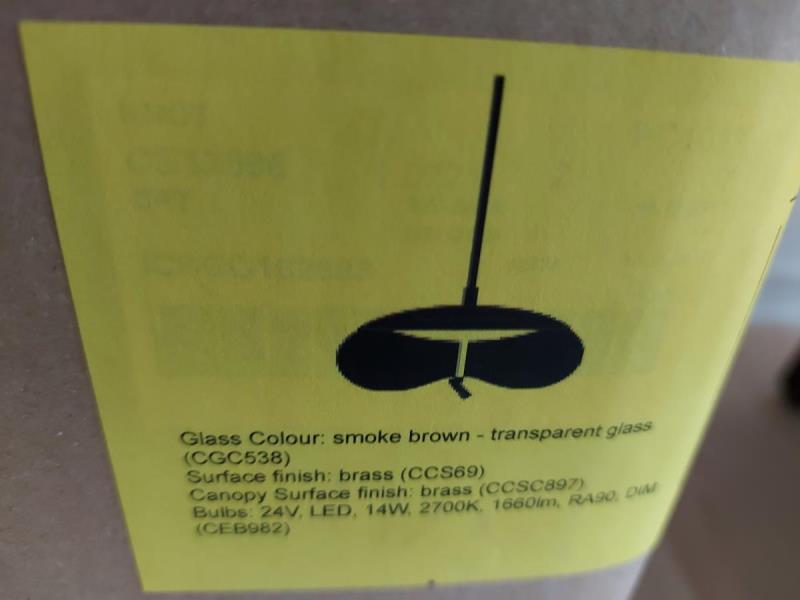 Glass Colour: smoke brown - transparent glass
(CGC538)
Surface finish: brass (CCS69)
Canopy Surface finish: brass (CCSC897)
Bulbs: 24V, LED, 14W, 2700K, 1660lm, RA90, DIM
(CEB982)